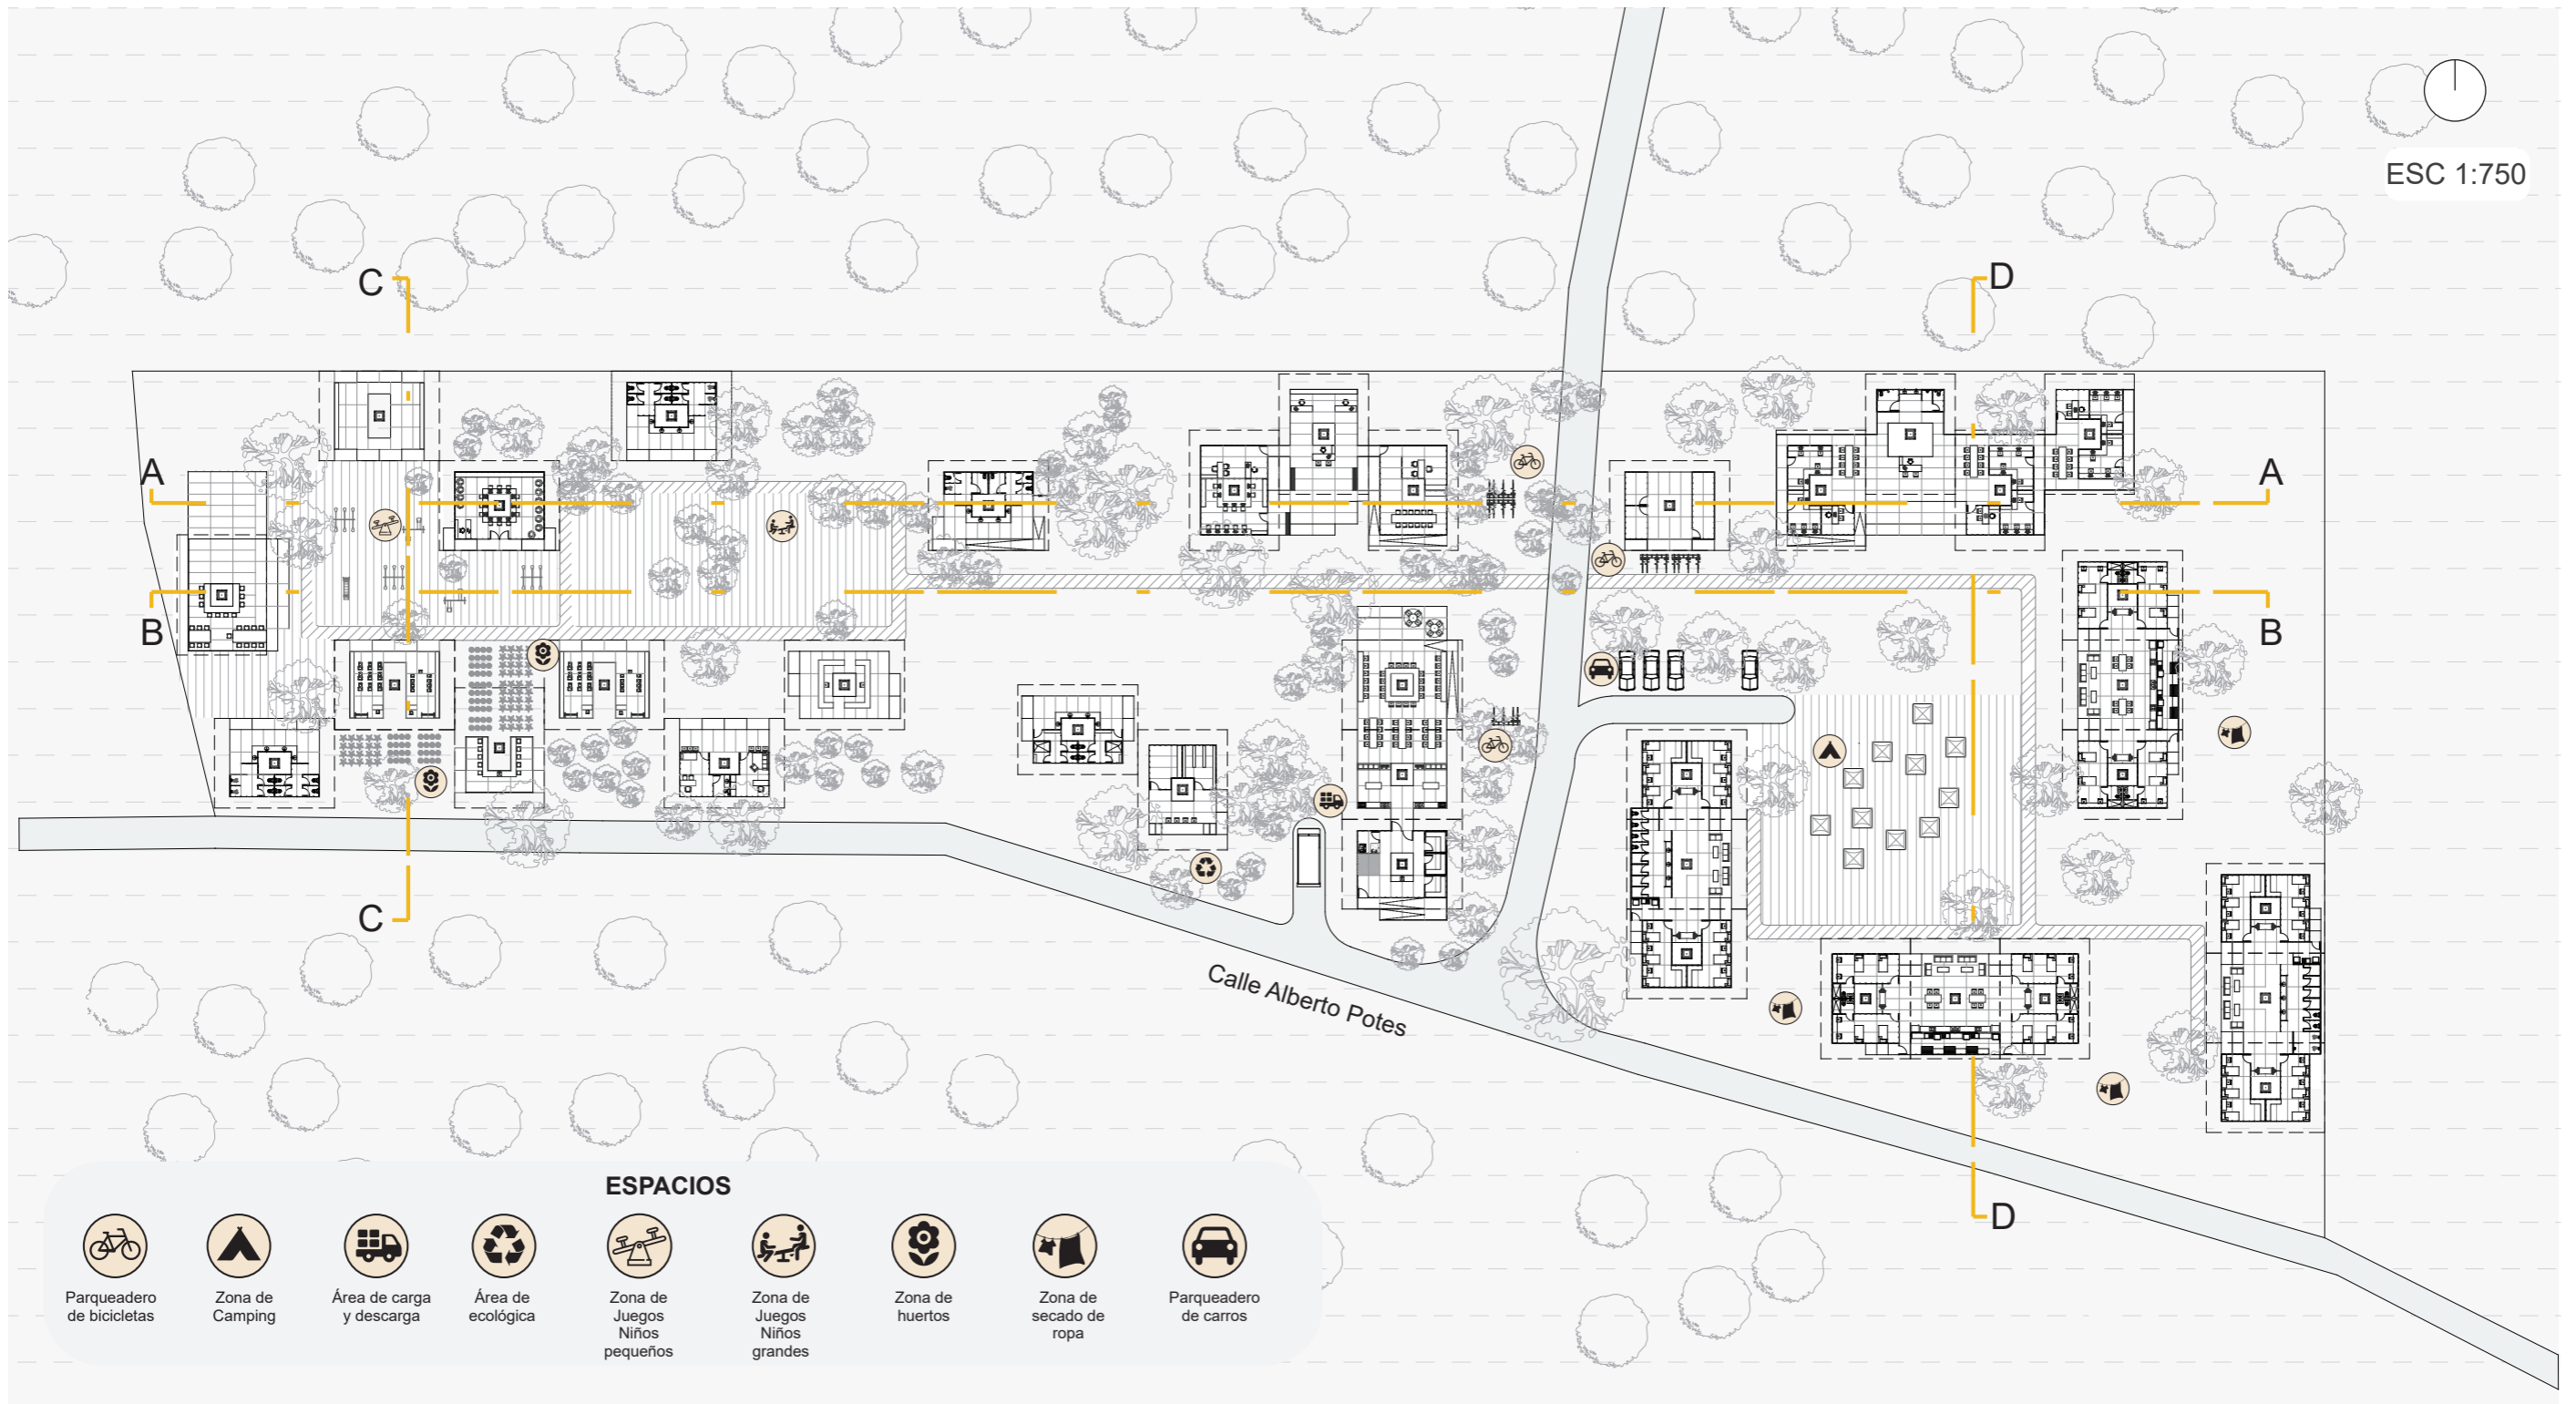 ESC 1:750
C
D
A
A
B
B
C
Calle Alberto Potes
D
ESPACIOS
Parqueadero
de bicicletas
Zona de
Camping
Área de carga
y descarga
Área de
ecológica
Zona de
Juegos
Niños
pequeños
Zona de
Juegos
Niños
grandes
Zona de
huertos
Zona de
secado de
ropa
Parqueadero
de carros